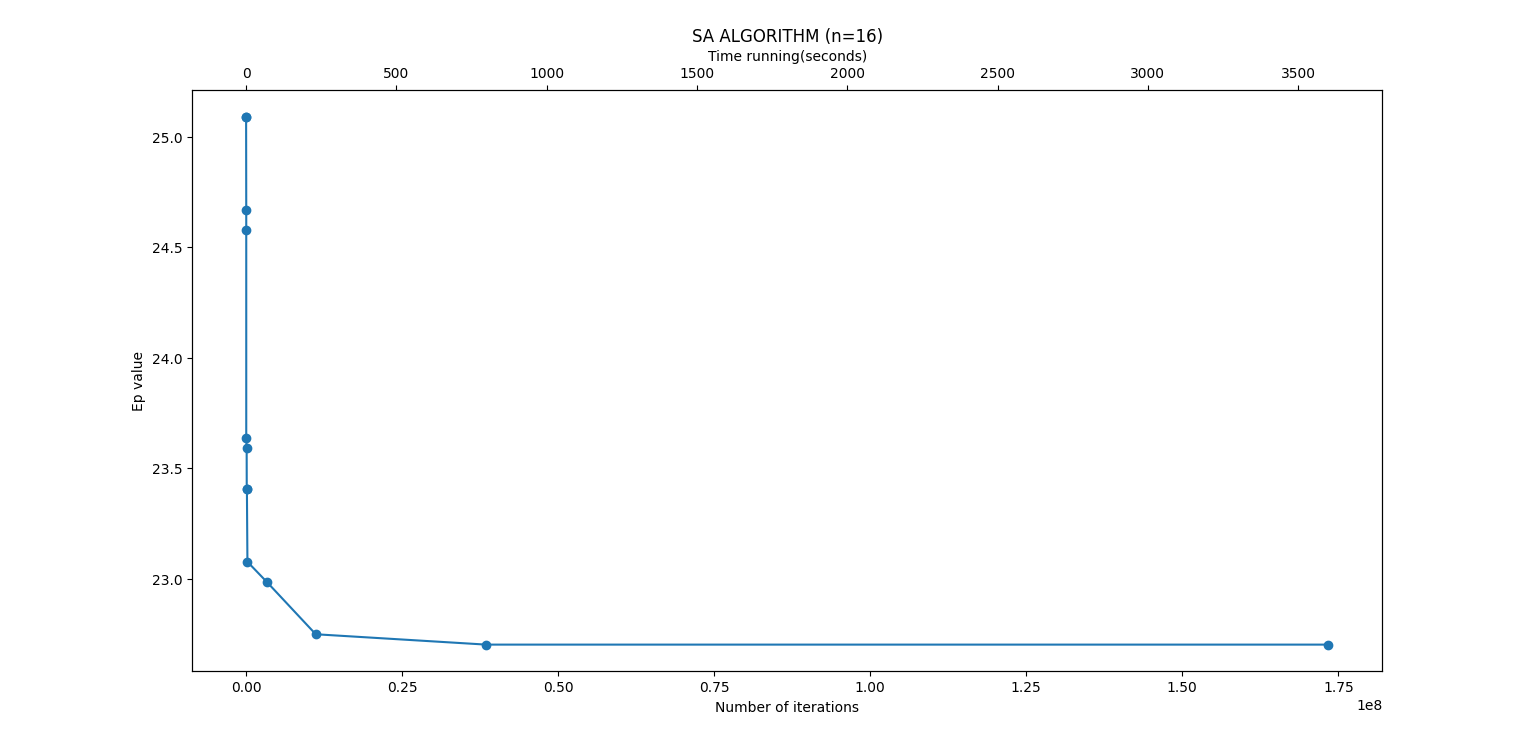 SA ALGORITHM (n=16)
Time running(seconds)
0 500 1000 1500 2000 2500 3000 3500
25.0
24.5
24.0
Ep value
23.5
23.0
0.00 0.25 0.50 0.75 1.00 1.25 1.50 1.75
1e8
Number of iterations